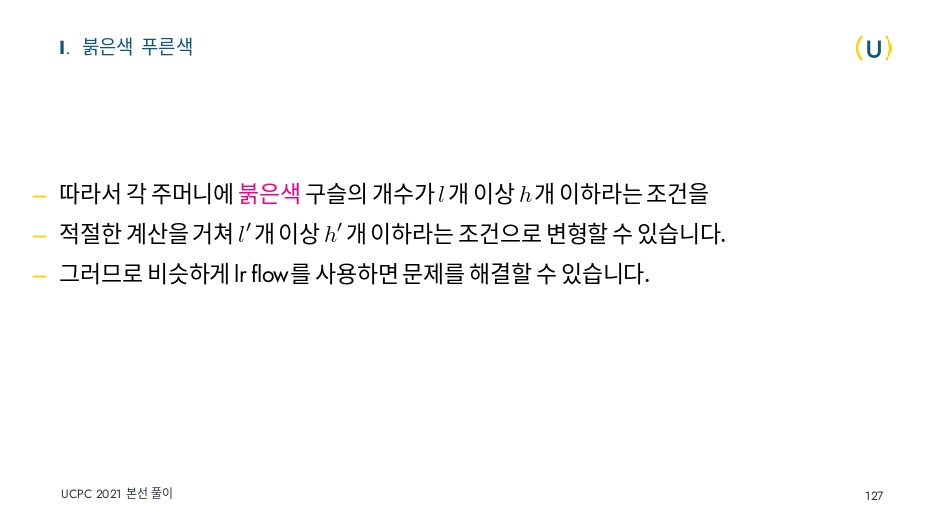 I. 붉은색 푸른색
(U)
– 따라서 각 주머니에 붉은색 구슬의 개수가 l 개 이상 h 개 이하라는 조건을
– 적절한 계산을 거쳐 l′ 개 이상 h′ 개 이하라는 조건으로 변형할 수 있습니다.
– 그러므로 비슷하게 lr flow를 사용하면 문제를 해결할 수 있습니다.
UCPC 2021 본선 풀이
127